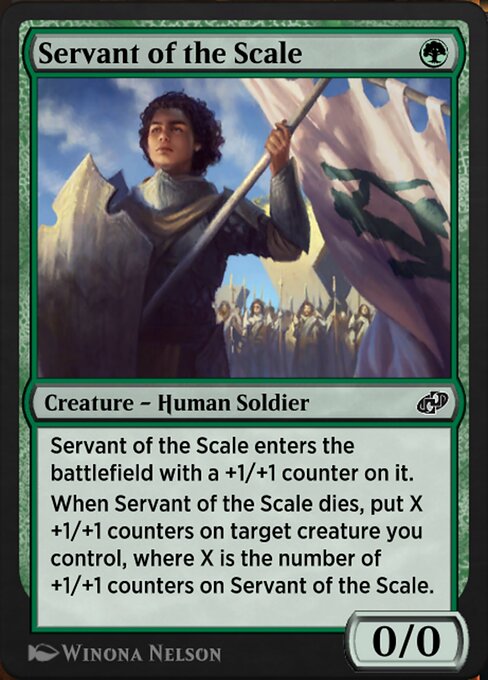 Servant of the Scale
Creature – Human Soldier
Servant of the Scale enters the
battlefield with a +1/+1 counter on it.
When Servant of the Scale dies, put X
+1/+1 counters on target creature you
control, where X is the number of
+1/+1 counters on Servant of the Scale.
0/0
Winona Nelson